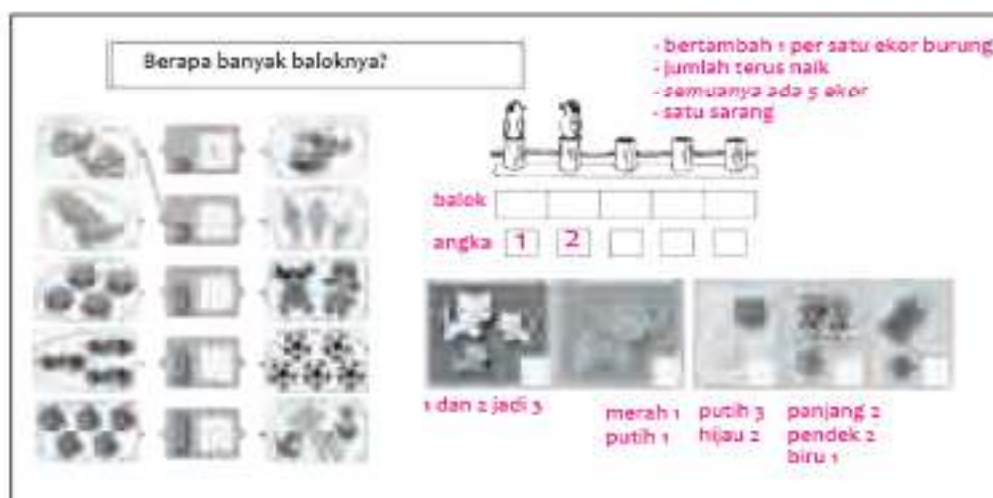 Berapa banyak baloknya?
- bertambah 1 per satu ekor burung
- jumlah terus naik
- semuanya ada 5 ekor
- satu sarang
balok
angka 1 2
1 dan 2 jadi 3
merah 1
putih 1
putih 3
hijau 2
panjang 2
pendek 2
biru 1